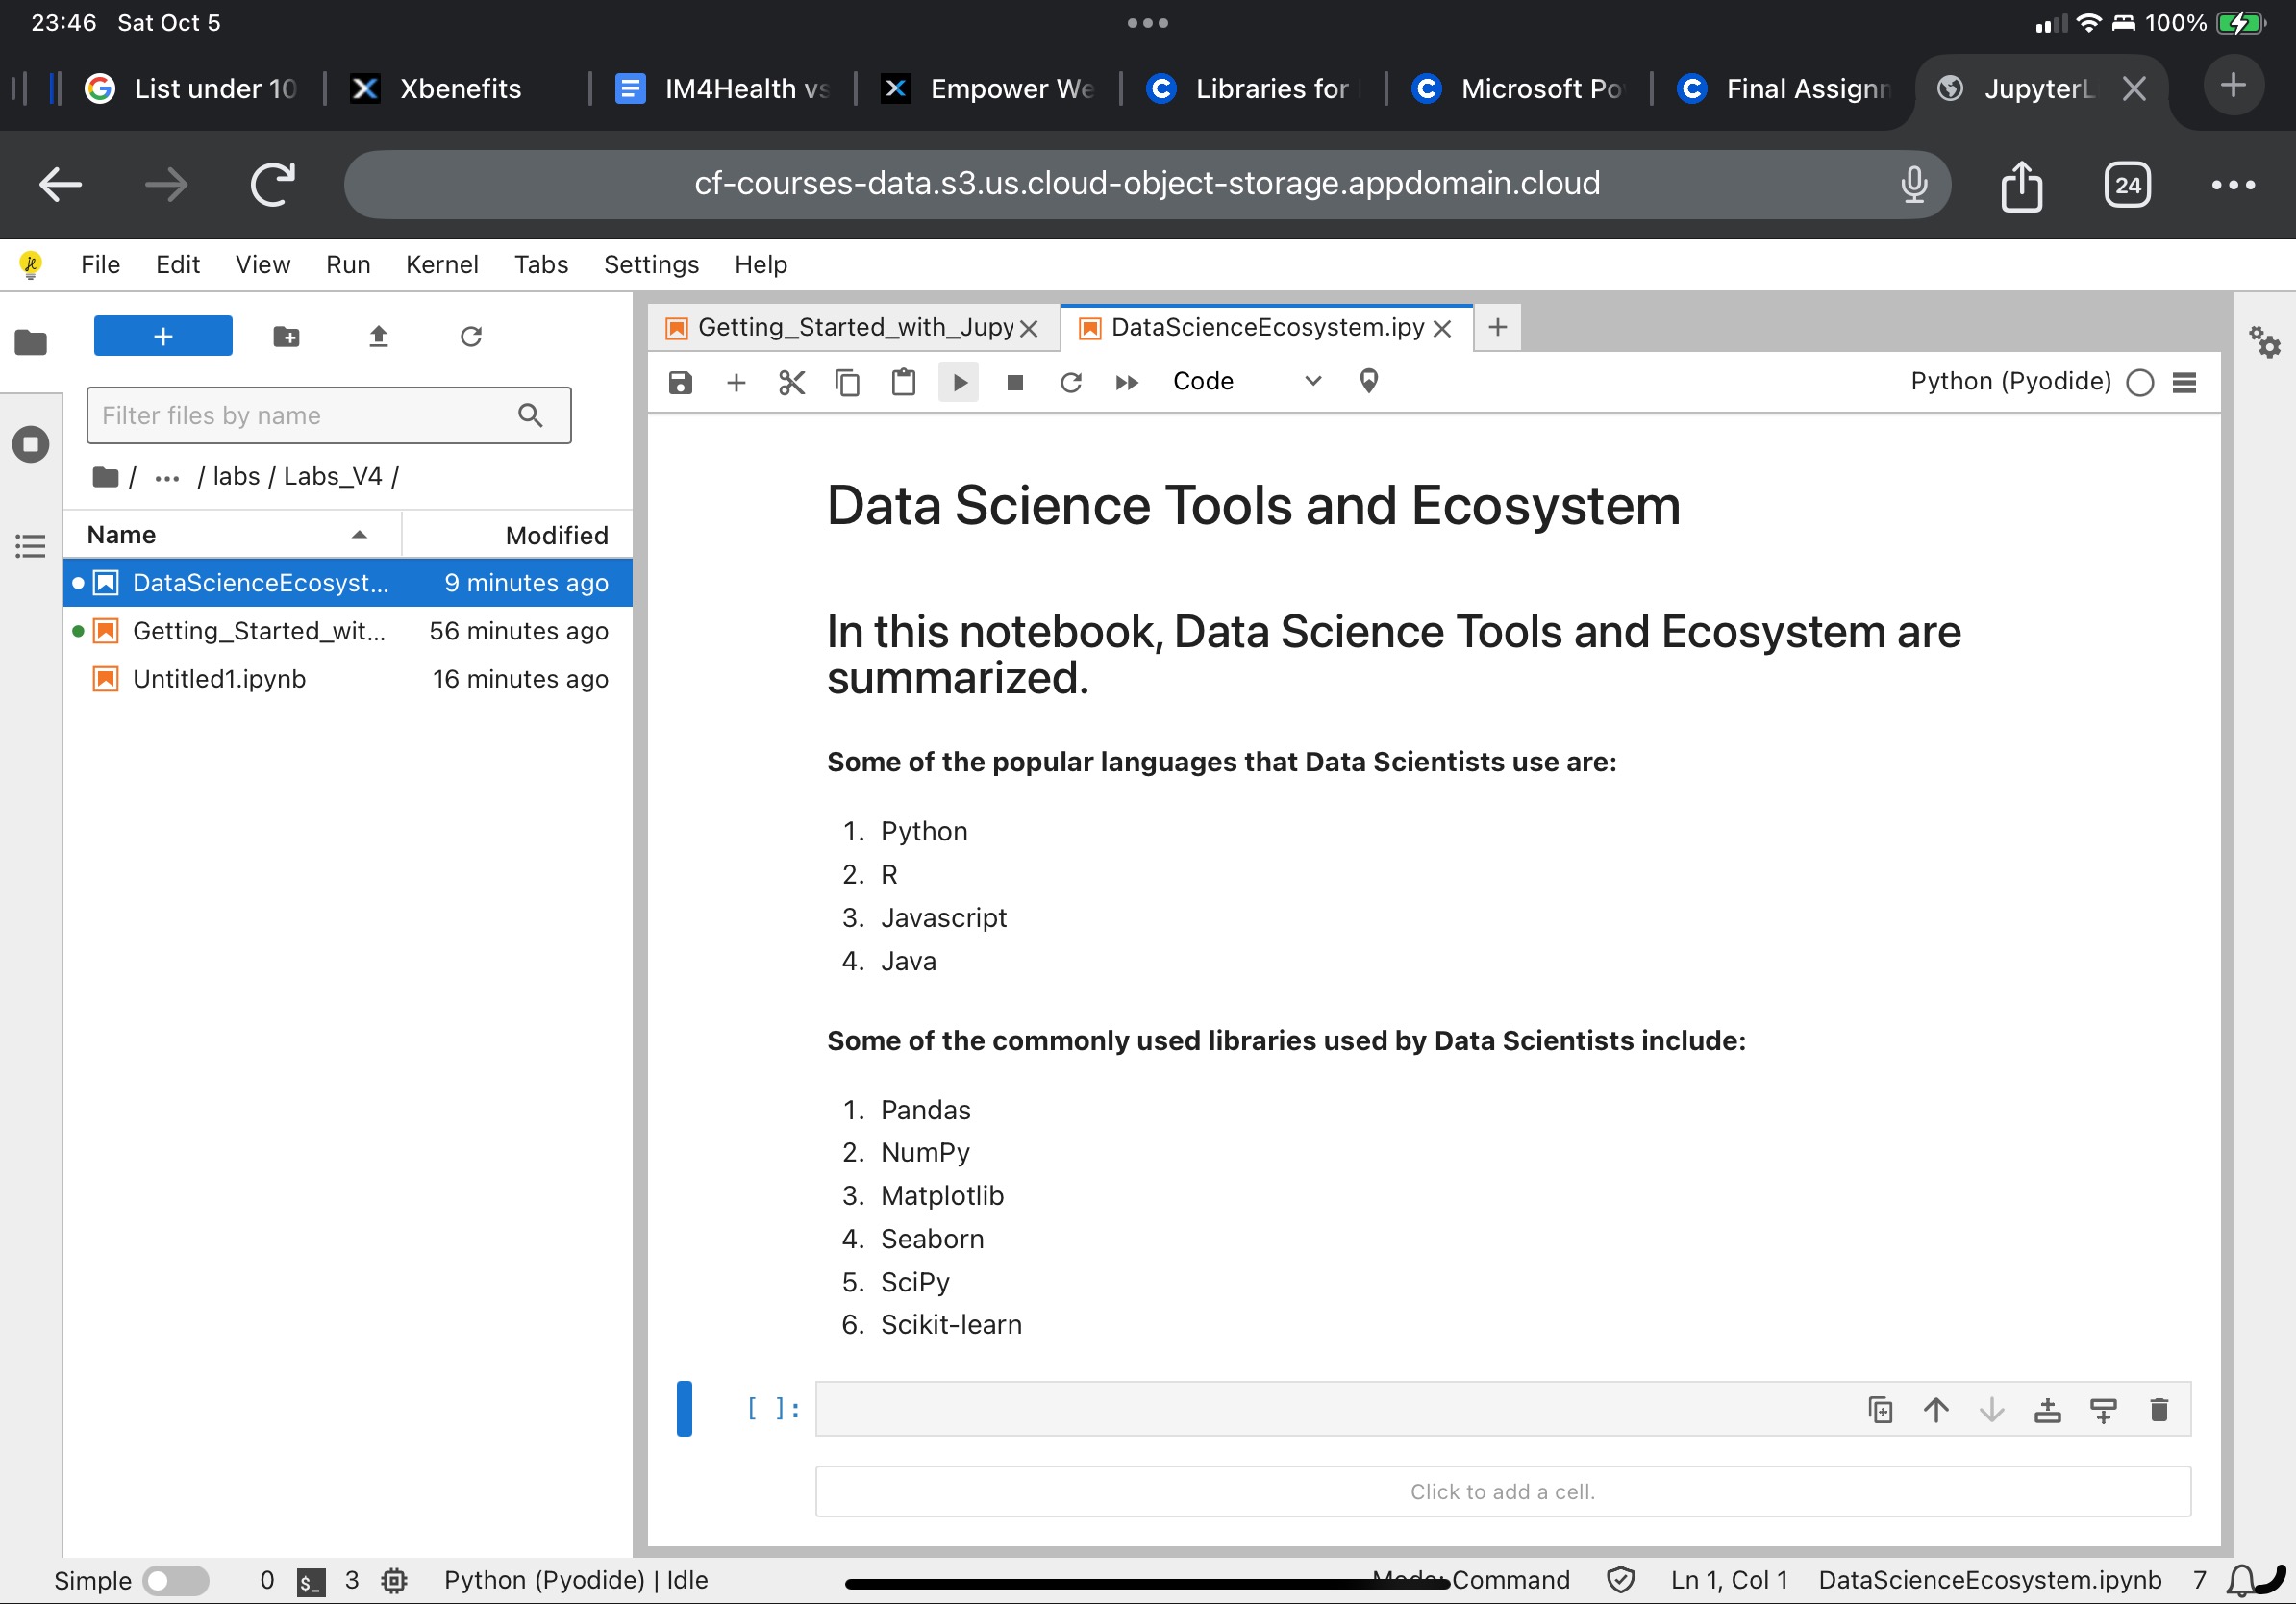 23:46 Sat Oct 5
100%
List under 10
Xbenefits
IM4Health vs
Empower We
Libraries for
Microsoft Po
Final Assignm
JupyterL
cf-courses-data.s3.us.cloud-object-storage.appdomain.cloud
24
File Edit View Run Kernel Tabs Settings Help
Filter files by name
/ ... / labs / Labs_V4 /
Name Modified
DataScienceEcosyst... 9 minutes ago
Getting_Started_wit... 56 minutes ago
Untitled1.ipynb 16 minutes ago
Getting_Started_with_Jupy
DataScienceEcosystem.ipy
Code
Python (Pyodide)
Data Science Tools and Ecosystem
In this notebook, Data Science Tools and Ecosystem are
summarized.
Some of the popular languages that Data Scientists use are:
1. Python
2. R
3. Javascript
4. Java
Some of the commonly used libraries used by Data Scientists include:
1. Pandas
2. NumPy
3. Matplotlib
4. Seaborn
5. SciPy
6. Scikit-learn
[ ]:
Click to add a cell.
Simple 0 $_ 3 Python (Pyodide) | Idle Mode: Command Ln 1, Col 1 DataScienceEcosystem.ipynb 7